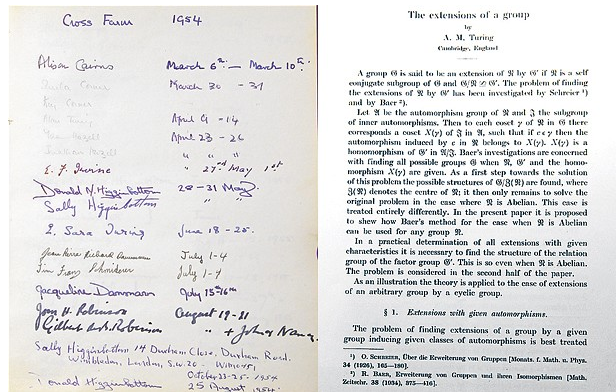 Cross Farm 1954
Alison Cairns March 6th — March 10th
March 30 - 31
April 9 - 14
April 23 - 26
" "
" 27th May 1st
Donald N. Higginbottom 28 - 31 May
Sally Higginbottom "
E. Sara Turing June 18 - 25.
Jean Pierre Richard Dammann July 1-4
July 1-4
Jacqueline Dammann July 15th-16th
Joan H. Robinson August 19-21
Gilbert de B. Robinson " + John & Nancy
Sally Higginbottom 14 Durham Close, Durham Road.
Wimbledon, London, S.W.20 -
October 23-25 - 1954
Donald Higginbottom 25 August 1954
The extensions of a group
by
A. M. Turing
Cambridge, England
A group 𝔊 is said to be an extension of 𝔑 by 𝔊′ if 𝔑 is a self
conjugate subgroup of 𝔊 and 𝔊/𝔑 ≅ 𝔊′. The problem of finding
the extensions of 𝔑 by 𝔊′ has been investigated by Schreier ¹)
and by Baer ²).
Let 𝔄 be the automorphism group of 𝔑 and ℑ the subgroup
of inner automorphisms. Then to each coset γ of 𝔑 in 𝔊 there
corresponds a coset X(γ) of ℑ in 𝔄, such that if c ε γ then the
automorphism induced by c in 𝔑 belongs to X(γ). X(γ) is a
homomorphism of 𝔊′ in 𝔄/ℑ. Baer's investigations are concerned
with finding all possible groups 𝔊 when 𝔑, 𝔊′ and the homo-
morphism X(γ) are given. As a first step towards the solution
of this problem the possible structures of 𝔊/ℨ(𝔑) are found, where
ℨ(𝔑) denotes the centre of 𝔑; it then only remains to solve the
original problem in the case where 𝔑 is Abelian. This case is
treated entirely differently. In the present paper it is proposed
to shew how Baer's method for the case when 𝔑 is Abelian
can be used for any group 𝔑.
In a practical determination of all extensions with given
characteristics it is necessary to find the structure of the relation
group of the factor group 𝔊′. This is so even when 𝔑 is Abelian.
The problem is considered in the second half of the paper.
As an illustration the theory is applied to the case of extensions
of an arbitrary group by a cyclic group.
§ 1. Extensions with given automorphisms.
The problem of finding extensions of a group by a given
group inducing given classes of automorphisms is best treated
¹) O. Schreier, Über die Erweiterung von Gruppen [Monats. f. Math. u. Phys.
34 (1926), 165—180].
²) R. Baer, Erweiterung von Gruppen und ihren Isomorphismen [Math.
Zeitschr. 38 (1934), 375—416].